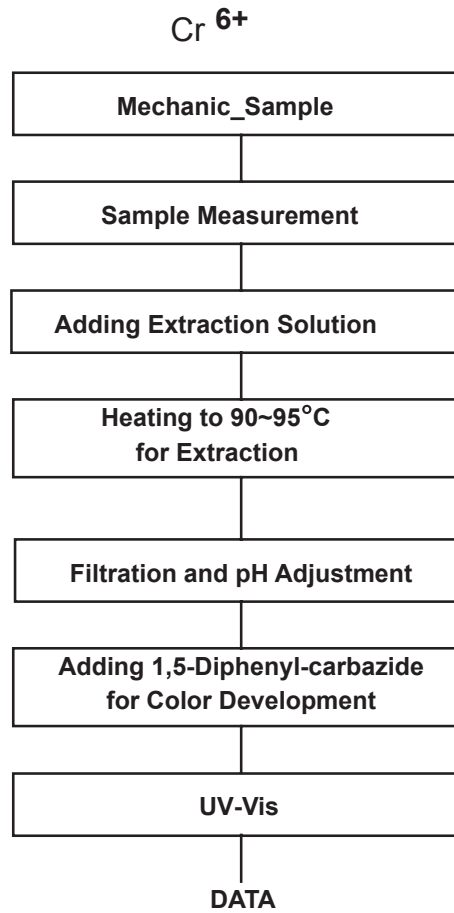 Cr 6+
Mechanic_Sample
Sample Measurement
Adding Extraction Solution
Heating to 90~95°C
for Extraction
Filtration and pH Adjustment
Adding 1,5-Diphenyl-carbazide
for Color Development
UV-Vis
DATA